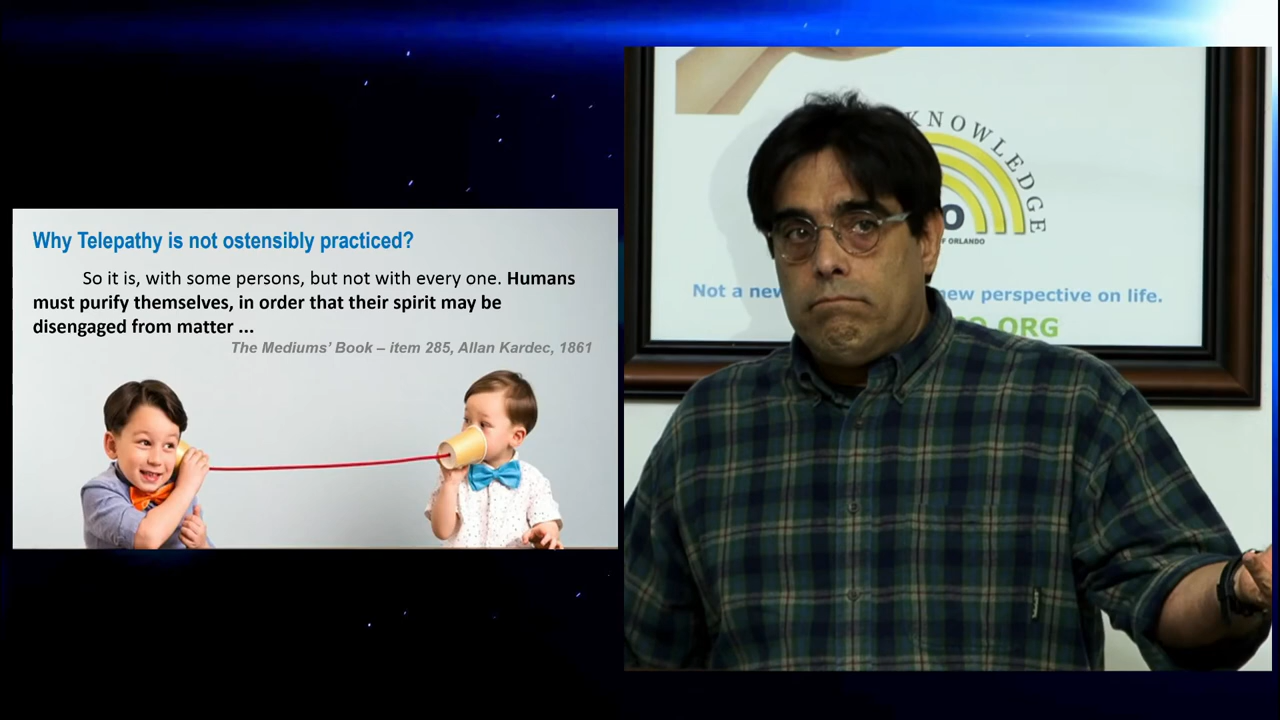 Why Telepathy is not ostensibly practiced?
So it is, with some persons, but not with every one. Humans
must purify themselves, in order that their spirit may be
disengaged from matter ...
The Mediums' Book – item 285, Allan Kardec, 1861
KNOWLEDGE
O
OF ORLANDO
Not a new
new perspective on life.
.ORG